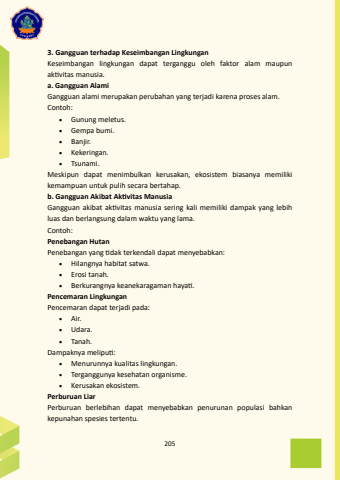 3. Gangguan terhadap Keseimbangan Lingkungan
Keseimbangan lingkungan dapat terganggu oleh faktor alam maupun
aktivitas manusia.
a. Gangguan Alami
Gangguan alami merupakan perubahan yang terjadi karena proses alam.
Contoh:
• Gunung meletus.
• Gempa bumi.
• Banjir.
• Kekeringan.
• Tsunami.
Meskipun dapat menimbulkan kerusakan, ekosistem biasanya memiliki
kemampuan untuk pulih secara bertahap.
b. Gangguan Akibat Aktivitas Manusia
Gangguan akibat aktivitas manusia sering kali memiliki dampak yang lebih
luas dan berlangsung dalam waktu yang lama.
Contoh:
Penebangan Hutan
Penebangan yang tidak terkendali dapat menyebabkan:
• Hilangnya habitat satwa.
• Erosi tanah.
• Berkurangnya keanekaragaman hayati.
Pencemaran Lingkungan
Pencemaran dapat terjadi pada:
• Air.
• Udara.
• Tanah.
Dampaknya meliputi:
• Menurunnya kualitas lingkungan.
• Terganggunya kesehatan organisme.
• Kerusakan ekosistem.
Perburuan Liar
Perburuan berlebihan dapat menyebabkan penurunan populasi bahkan
kepunahan spesies tertentu.
205